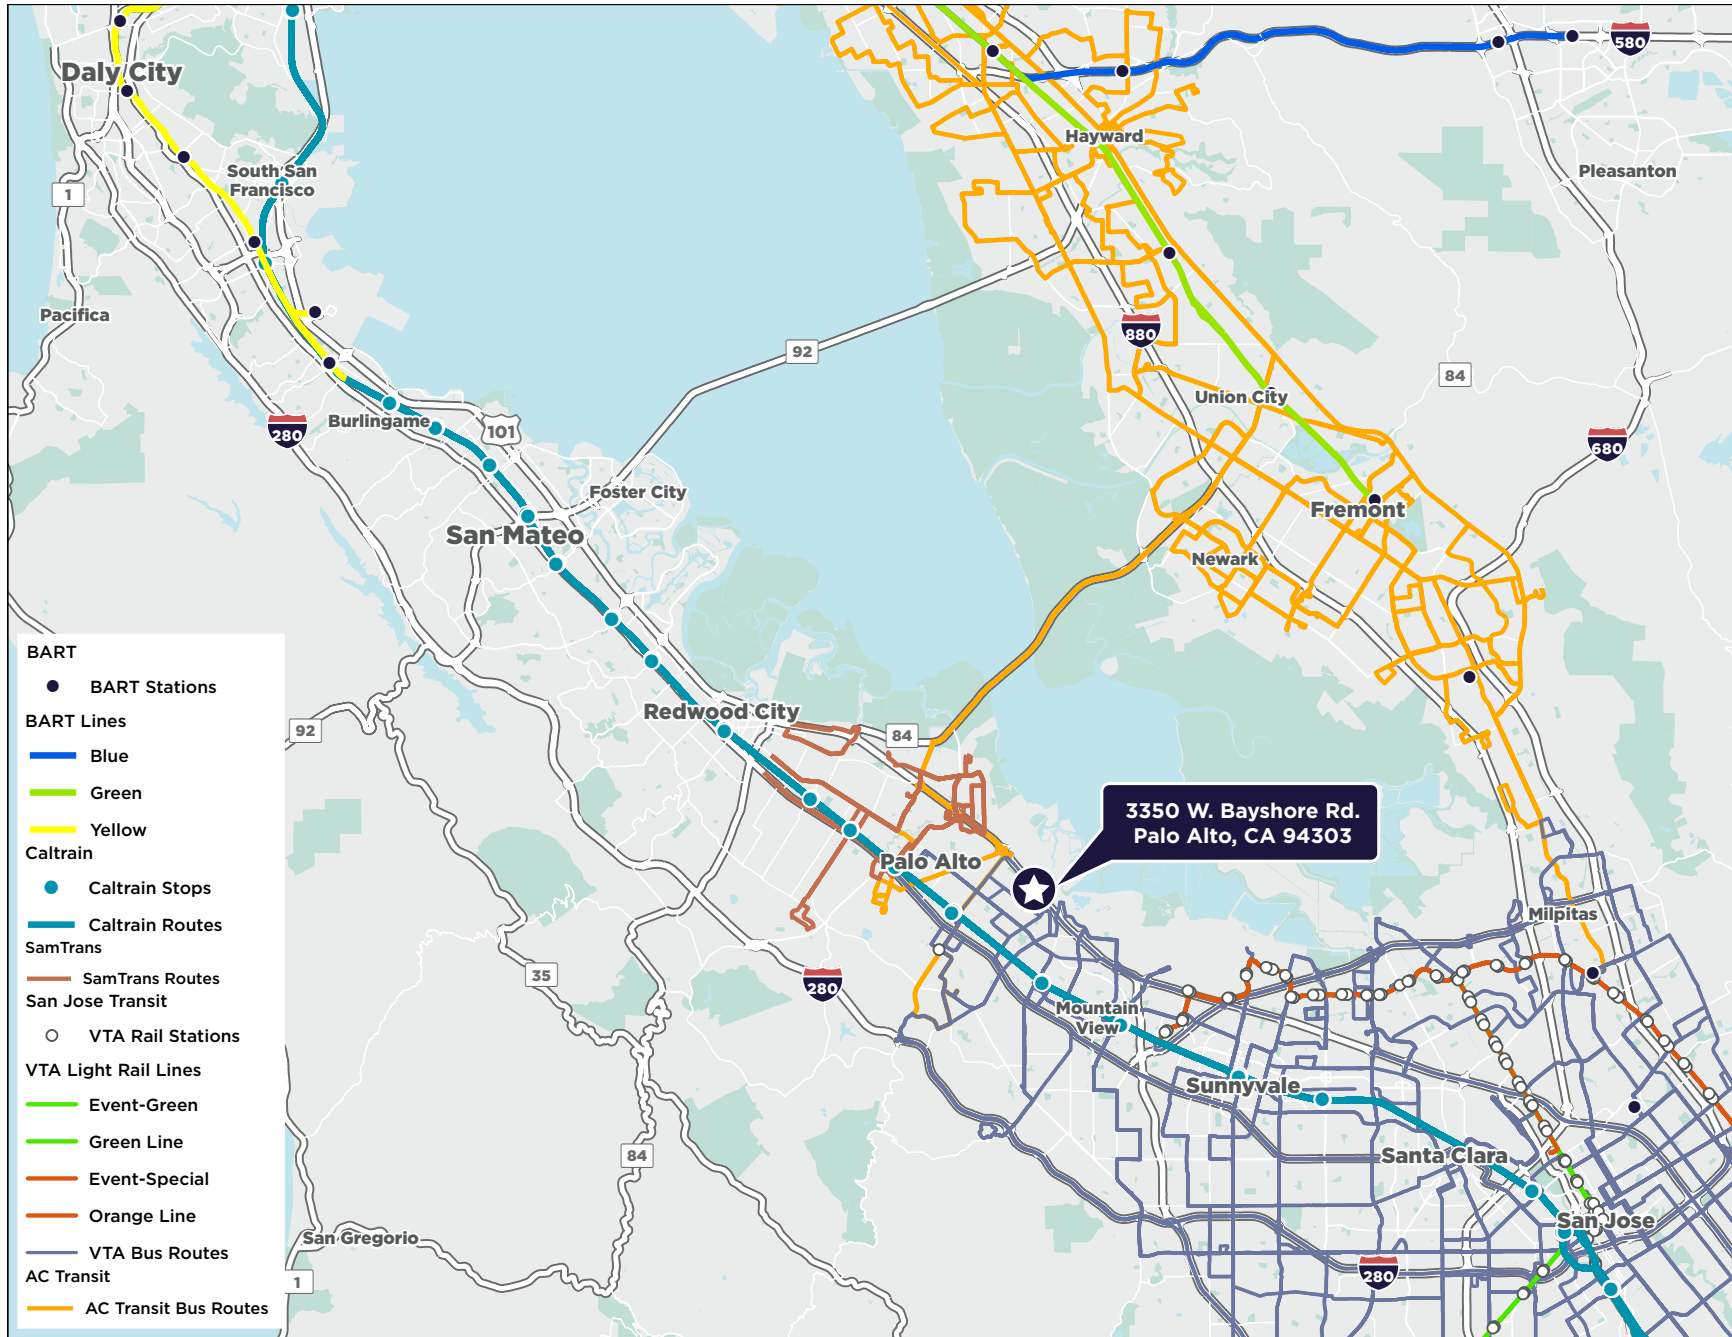 Daly City
South San
Francisco
1
Pacifica
280
Burlingame
101
92
Foster City
San Mateo
Hayward
580
Pleasanton
880
84
Union City
680
Fremont
Newark
Redwood City
92
84
3350 W. Bayshore Rd.
Palo Alto, CA 94303
Palo Alto
Milpitas
35
280
Mountain
View
Sunnyvale
84
Santa Clara
San Jose
San Gregorio
1
280
BART
BART Stations
BART Lines
Blue
Green
Yellow
Caltrain
Caltrain Stops
Caltrain Routes
SamTrans
SamTrans Routes
San Jose Transit
VTA Rail Stations
VTA Light Rail Lines
Event-Green
Green Line
Event-Special
Orange Line
VTA Bus Routes
AC Transit
AC Transit Bus Routes